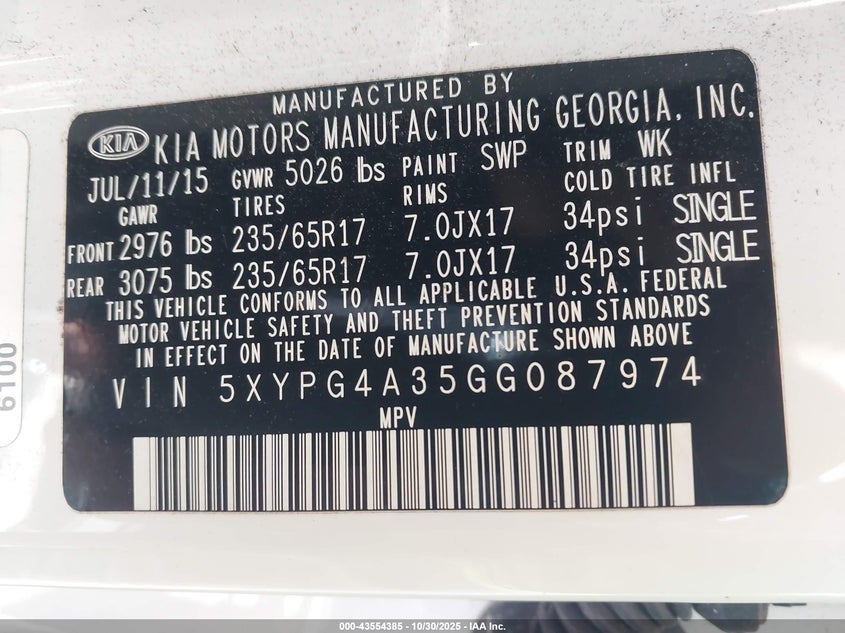 MANUFACTURED BY
KIA KIA MOTORS MANUFACTURING GEORGIA, INC.
JUL/11/15 GVWR 5026 lbs PAINT SWP TRIM WK
GAWR TIRES RIMS COLD TIRE INFL
FRONT 2976 lbs 235/65R17 7.0JX17 34psi SINGLE
REAR 3075 lbs 235/65R17 7.0JX17 34psi SINGLE
THIS VEHICLE CONFORMS TO ALL APPLICABLE U.S.A. FEDERAL
MOTOR VEHICLE SAFETY AND THEFT PREVENTION STANDARDS
IN EFFECT ON THE DATE OF MANUFACTURE SHOWN ABOVE
VIN 5XYPG4A35GG087974
MPV
6100
000-43554385 - 10/30/2025 - IAA Inc.